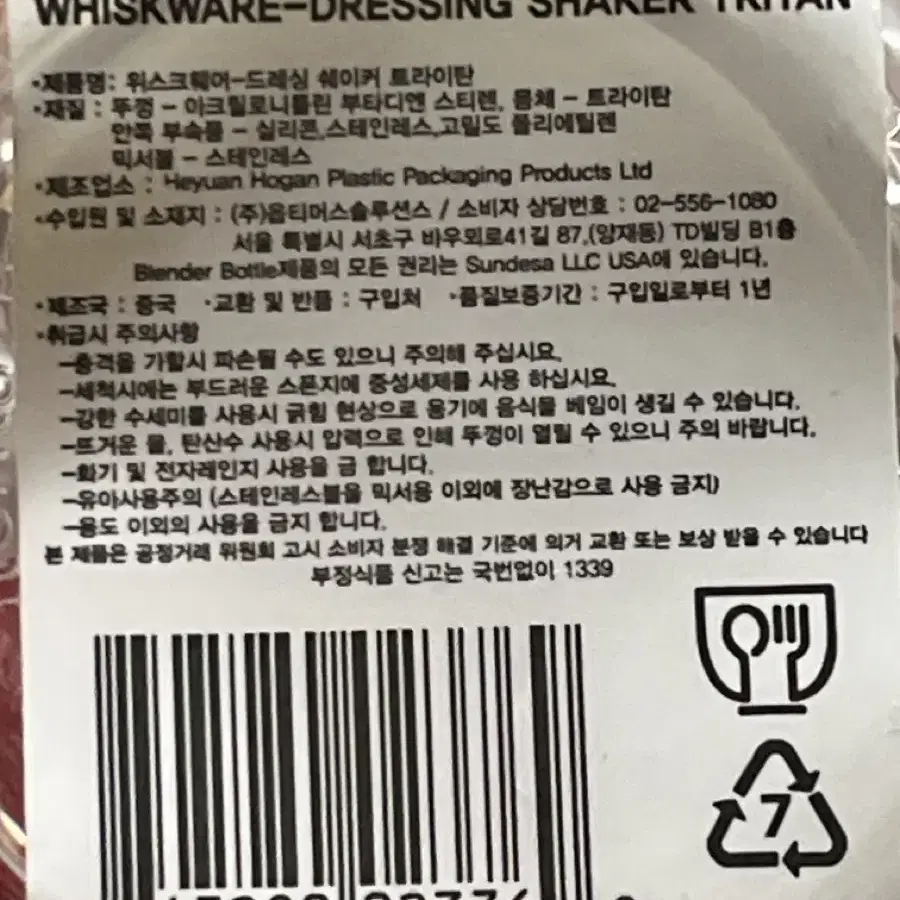 WHISKWARE-DRESSING SHAKER TRITAN
•제품명: 위스크웨어-드레싱 쉐이커 트라이탄
•재질 : 뚜껑 - 아크릴로니틀린 부타디엔 스티렌, 몸체 - 트라이탄
안쪽 부속물 - 실리콘,스테인레스,고밀도 폴리에틸렌
믹서볼 - 스테인레스
•제조업소 : Heyuan Hogan Plastic Packaging Products Ltd
•수입원 및 소재지 : (주)옵티머스솔루션스 / 소비자 상담번호 : 02-556-1080
서울 특별시 서초구 바우뫼로41길 87,(양재동) TD빌딩 B1층
Blender Bottle제품의 모든 권리는 Sundesa LLC USA에 있습니다.
•제조국 : 중국 •교환 및 반품 : 구입처 •품질보증기간 : 구입일로부터 1년
•취급시 주의사항
-충격을 가할시 파손될 수도 있으니 주의해 주십시요.
-세척시에는 부드러운 스폰지에 중성세제를 사용 하십시요.
-강한 수세미를 사용시 긁힘 현상으로 용기에 음식물 베임이 생길 수 있습니다.
-뜨거운 물, 탄산수 사용시 압력으로 인해 뚜껑이 열릴 수 있으니 주의 바랍니다.
-화기 및 전자레인지 사용을 금 합니다.
-유아사용주의 (스테인레스볼을 믹서용 이외에 장난감으로 사용 금지)
-용도 이외의 사용을 금지 합니다.
본 제품은 공정거래 위원회 고시 소비자 분쟁 해결 기준에 의거 교환 또는 보상 받을 수 있습니다
부정식품 신고는 국번없이 1339
7